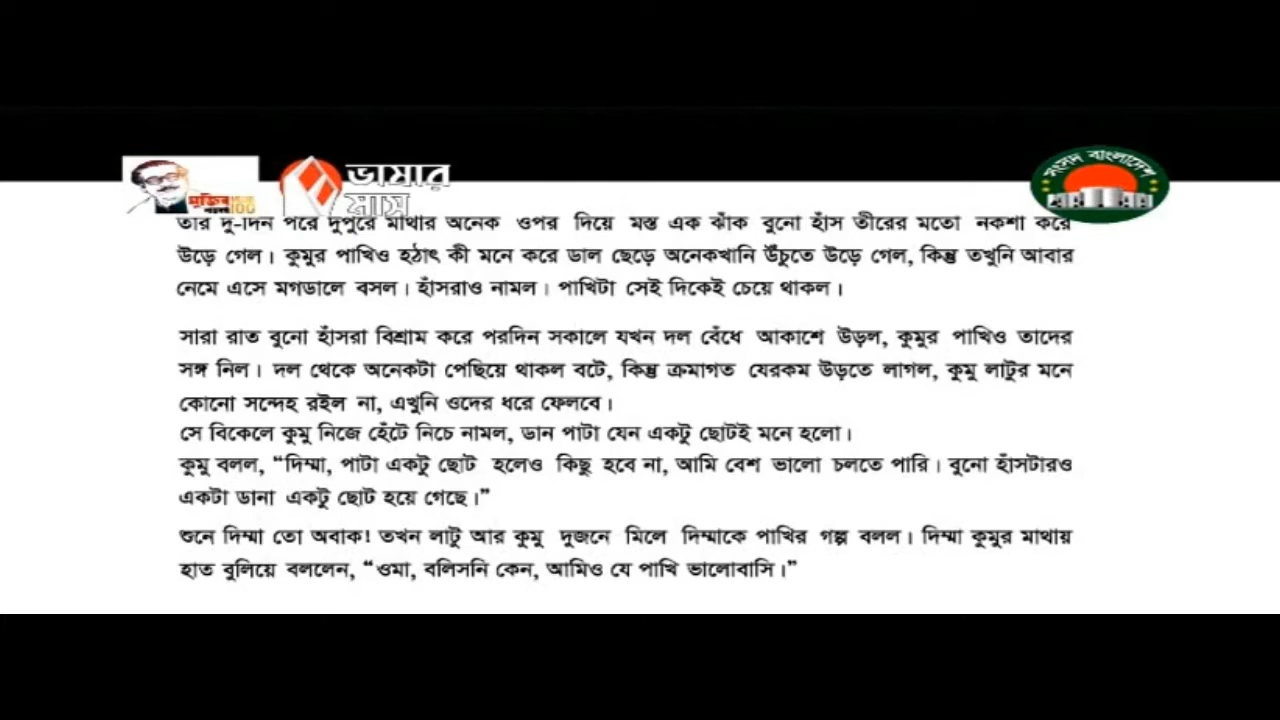 মুজিব
100
ভাষার
মাস
সংসদ বাংলাদেশ
তার দু-দিন পরে দুপুরে মাথার অনেক ওপর দিয়ে মস্ত এক ঝাঁক বুনো হাঁস তীরের মতো নকশা করে
উড়ে গেল। কুমুর পাখিও হঠাৎ কী মনে করে ডাল ছেড়ে অনেকখানি উঁচুতে উড়ে গেল, কিন্তু তখুনি আবার
নেমে এসে মগডালে বসল। হাঁসরাও নামল। পাখিটা সেই দিকেই চেয়ে থাকল।
সারা রাত বুনো হাঁসরা বিশ্রাম করে পরদিন সকালে যখন দল বেঁধে আকাশে উড়ল, কুমুর পাখিও তাদের
সঙ্গ নিল। দল থেকে অনেকটা পেছিয়ে থাকল বটে, কিন্তু ক্রমাগত যেরকম উড়তে লাগল, কুমু লাটুর মনে
কোনো সন্দেহ রইল না, এখুনি ওদের ধরে ফেলবে।
সে বিকেলে কুমু নিজে হেঁটে নিচে নামল, ডান পাটা যেন একটু ছোটই মনে হলো।
কুমু বলল, “দিম্মা, পাটা একটু ছোট হলেও কিছু হবে না, আমি বেশ ভালো চলতে পারি। বুনো হাঁসটারও
একটা ডানা একটু ছোট হয়ে গেছে।”
শুনে দিম্মা তো অবাক! তখন লাটু আর কুমু দুজনে মিলে দিম্মাকে পাখির গল্প বলল। দিম্মা কুমুর মাথায়
হাত বুলিয়ে বললেন, “ওমা, বলিসনি কেন, আমিও যে পাখি ভালোবাসি।”